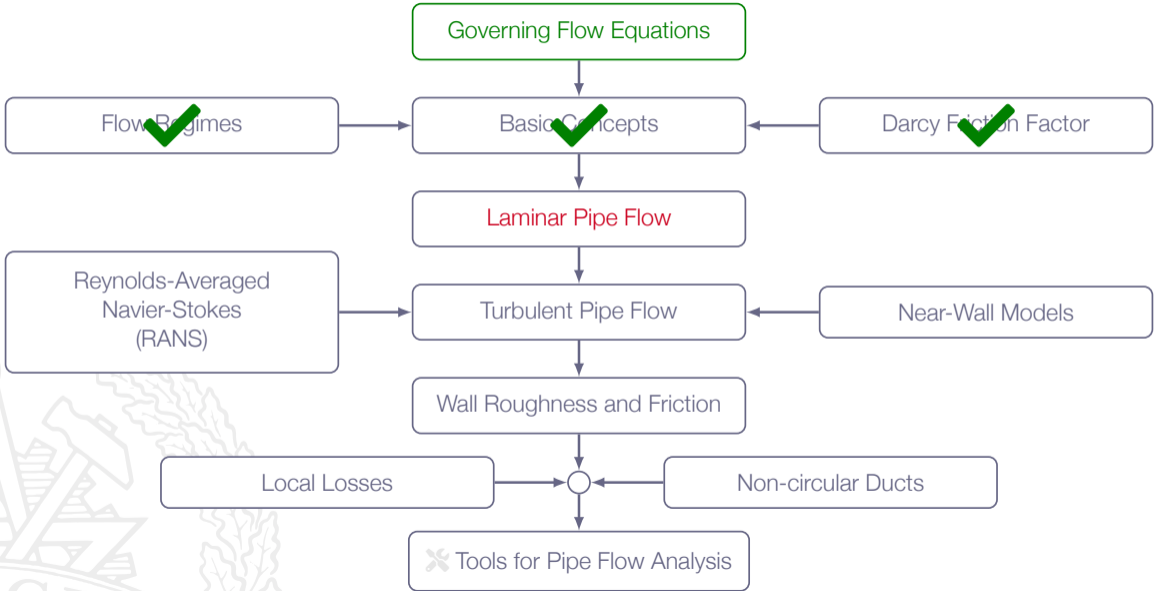 Governing Flow Equations
Flow Regimes
Basic Concepts
Darcy Friction Factor
Laminar Pipe Flow
Reynolds-Averaged
Navier-Stokes
(RANS)
Turbulent Pipe Flow
Near-Wall Models
Wall Roughness and Friction
Local Losses
Non-circular Ducts
Tools for Pipe Flow Analysis